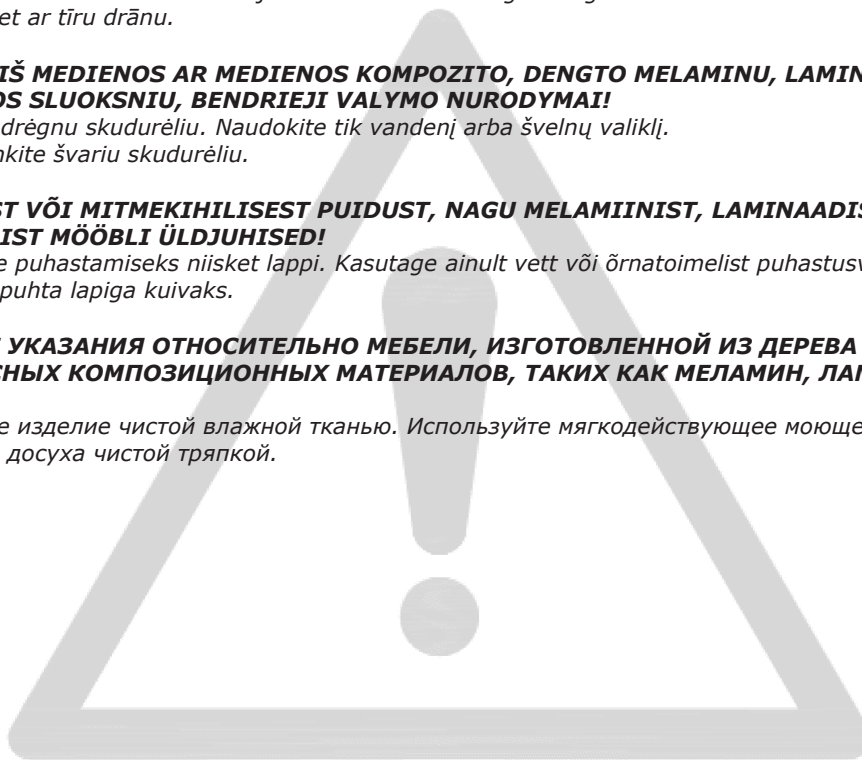 et ar tīru drānu.
IŠ MEDIENOS AR MEDIENOS KOMPOZITO, DENGTO MELAMINU, LAMIN
OS SLUOKSNIU, BENDRIEJI VALYMO NURODYMAI!
drėgnu skudurėliu. Naudokite tik vandenį arba švelnų valiklį.
nkite švariu skudurėliu.
ST VÕI MITMEKIHILISEST PUIDUST, NAGU MELAMIINIST, LAMINAADIS
IST MÖÖBLI ÜLDJUHISED!
e puhastamiseks niisket lappi. Kasutage ainult vett või õrnatoimelist puhastusv
puhta lapiga kuivaks.
УКАЗАНИЯ ОТНОСИТЕЛЬНО МЕБЕЛИ, ИЗГОТОВЛЕННОЙ ИЗ ДЕРЕВА
СНЫХ КОМПОЗИЦИОННЫХ МАТЕРИАЛОВ, ТАКИХ КАК МЕЛАМИН, ЛАМ
е изделие чистой влажной тканью. Используйте мягкодействующее моюще
досуха чистой тряпкой.